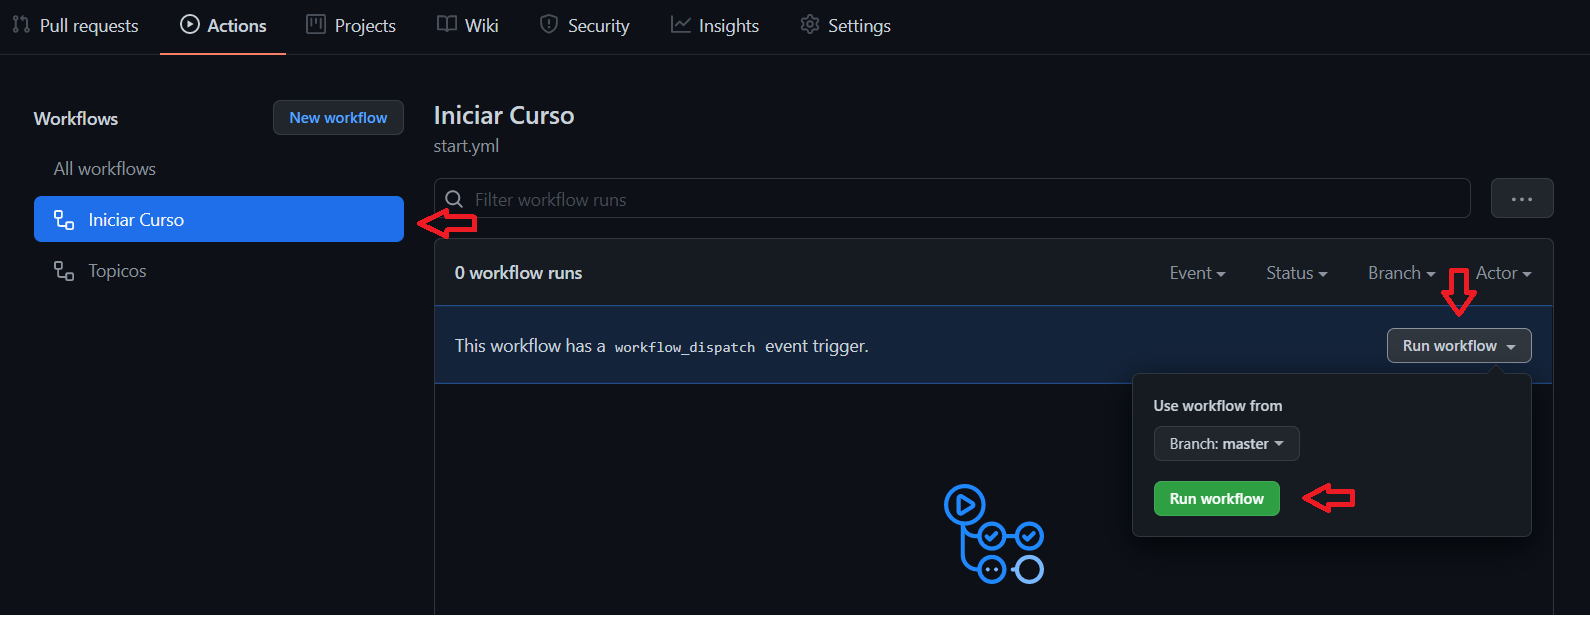 Pull requests Actions Projects Wiki Security Insights Settings
Workflows New workflow
All workflows
Iniciar Curso
Topicos
Iniciar Curso
start.yml
Filter workflow runs ...
0 workflow runs Event Status Branch Actor
This workflow has a workflow_dispatch event trigger. Run workflow
Use workflow from
Branch: master
Run workflow